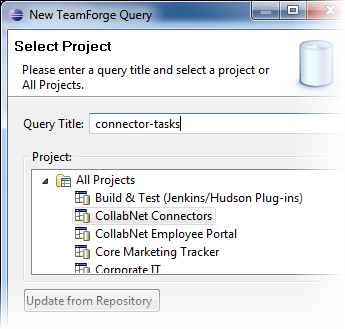 New TeamForge Query
Select Project
Please enter a query title and select a project or
All Projects.
Query Title: connector-tasks
Project:
All Projects
Build & Test (Jenkins/Hudson Plug-ins)
CollabNet Connectors
CollabNet Employee Portal
Core Marketing Tracker
Corporate IT
Update from Repository